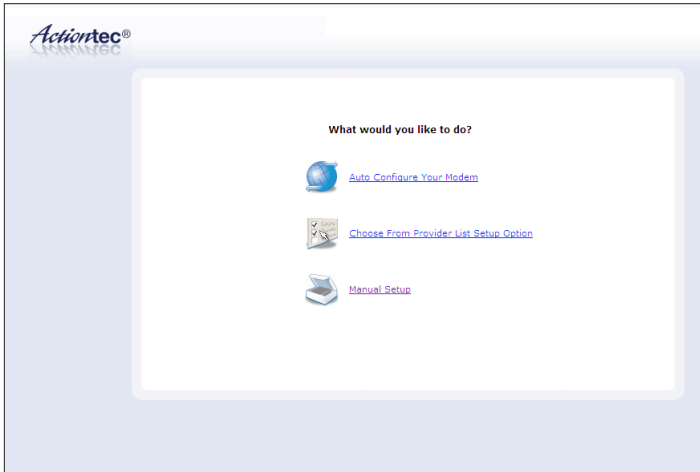 Actiontec®
What would you like to do?
Auto Configure Your Modem
Choose From Provider List Setup Option
Manual Setup